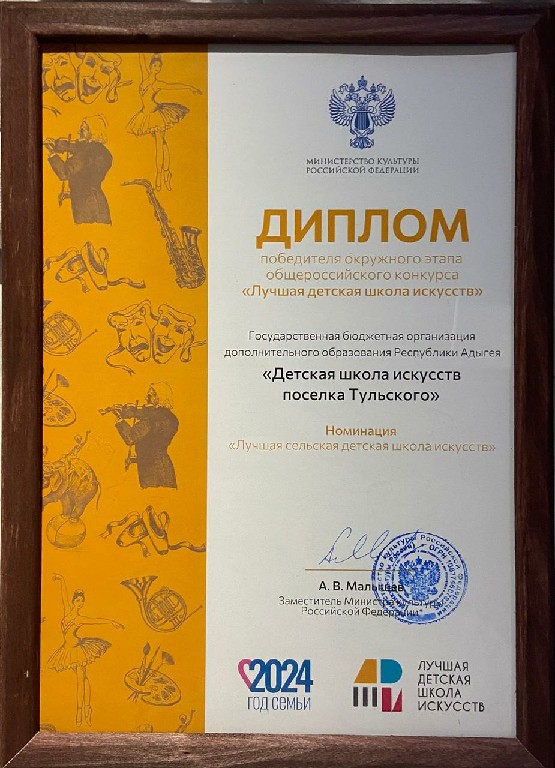 МИНИСТЕРСТВО КУЛЬТУРЫ
РОССИЙСКОЙ ФЕДЕРАЦИИ
ДИПЛОМ
победителя окружного этапа
общероссийского конкурса
«Лучшая детская школа искусств»
Государственная бюджетная организация
дополнительного образования Республики Адыгея
«Детская школа искусств
поселка Тульского»
Номинация
«Лучшая сельская детская школа искусств»
А. В. Малышев
Заместитель Министра культуры
Российской Федерации
2024
ГОД СЕМЬИ
ЛУЧШАЯ
ДЕТСКАЯ
ШКОЛА
ИСКУССТВ